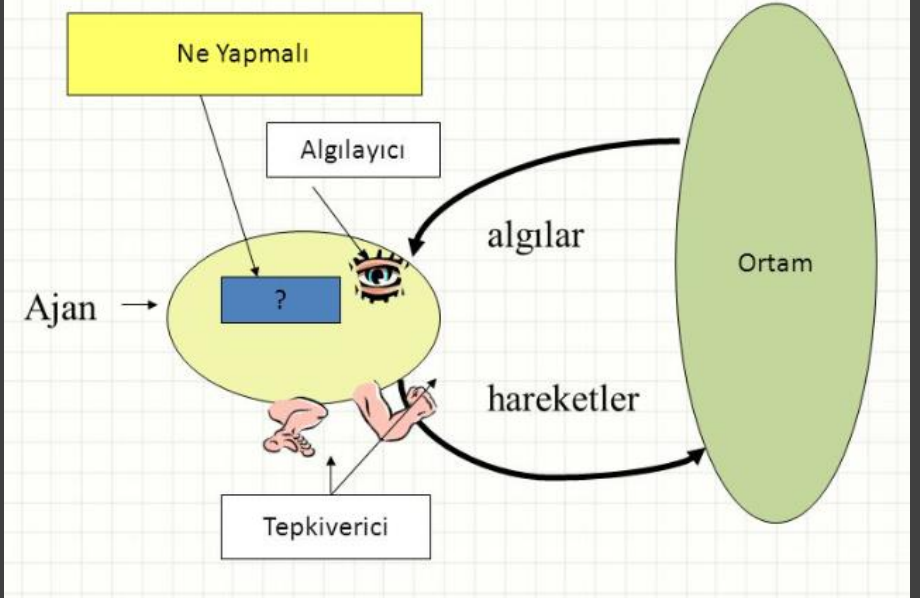 Ne Yapmalı
Algılayıcı
algılar
Ortam
?
Ajan
hareketler
Tepkiverici